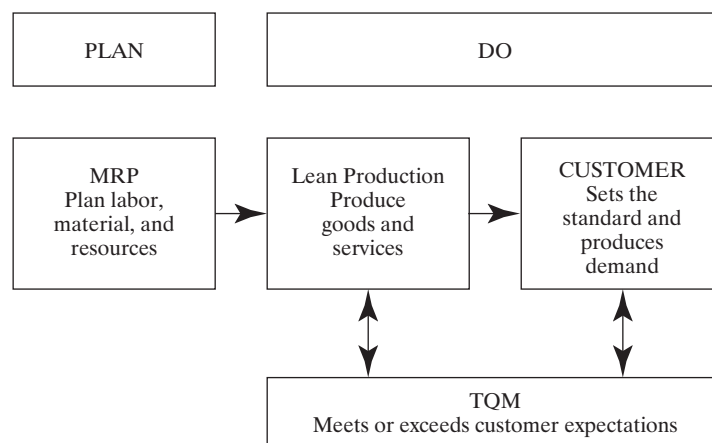 PLAN
DO
MRP
Plan labor,
material, and
resources
Lean Production
Produce
goods and
services
CUSTOMER
Sets the
standard and
produces
demand
TQM
Meets or exceeds customer expectations